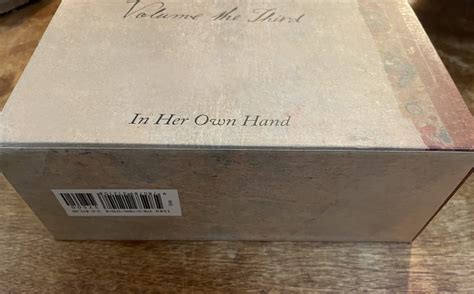 Volume the Third
In Her Own Hand